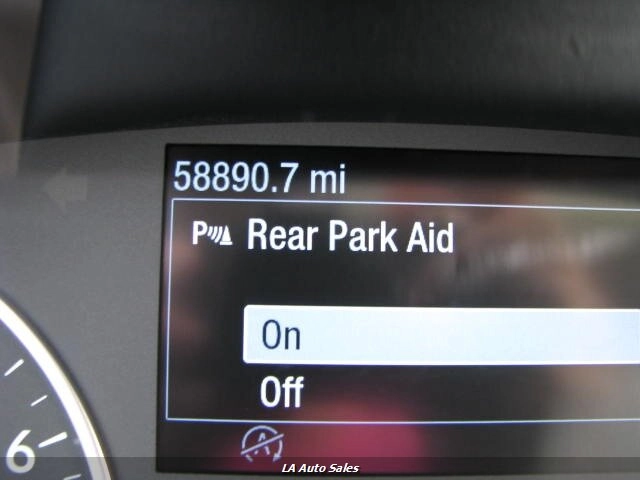 58890.7 mi
P Rear Park Aid
On
Off
A
6
LA Auto Sales